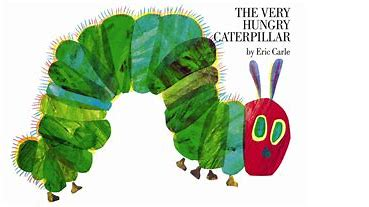 THE VERY
HUNGRY
CATERPILLAR
by Eric Carle